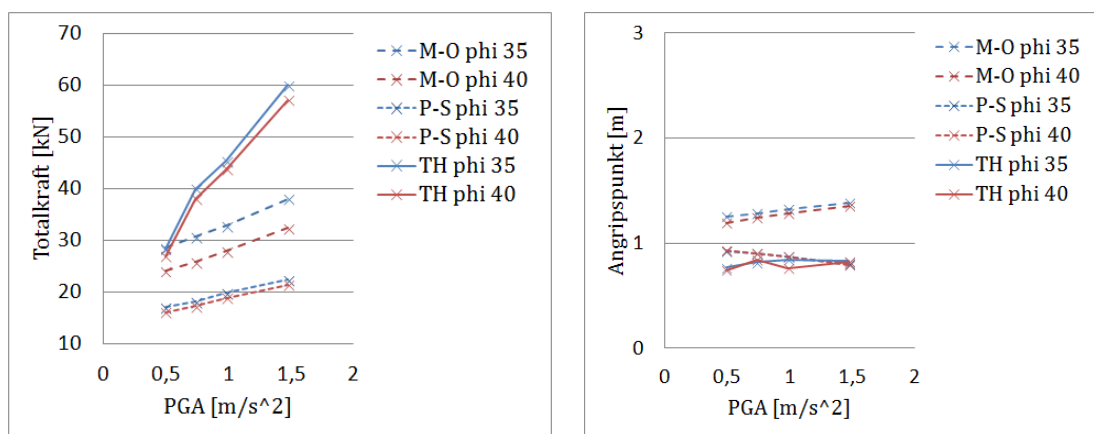 70
60
50
40
30
20
10
0
0,5
1
1,5
2
Totalkraft [kN]
PGA [m/s^2]
M-O phi 35
M-O phi 40
P-S phi 35
P-S phi 40
TH phi 35
TH phi 40
3
2
1
0
0
0,5
1
1,5
2
Angripspunkt [m]
PGA [m/s^2]
M-O phi 35
M-O phi 40
P-S phi 35
P-S phi 40
TH phi 35
TH phi 40